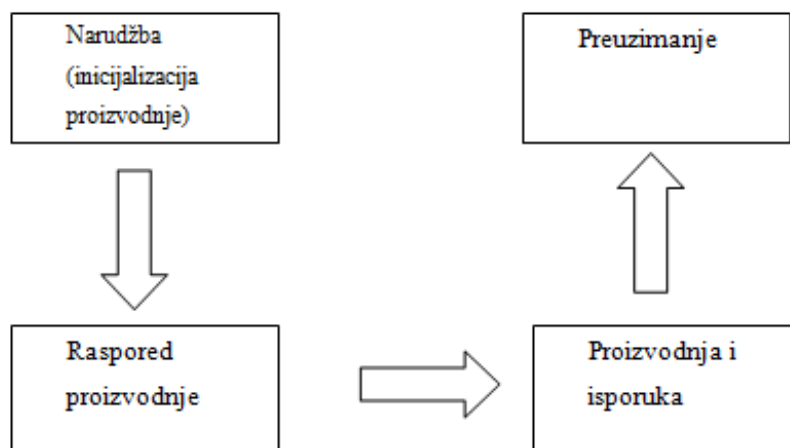 Narudžba
(inicijalizacija
proizvodnje)
Raspored
proizvodnje
Proizvodnja i
isporuka
Preuzimanje